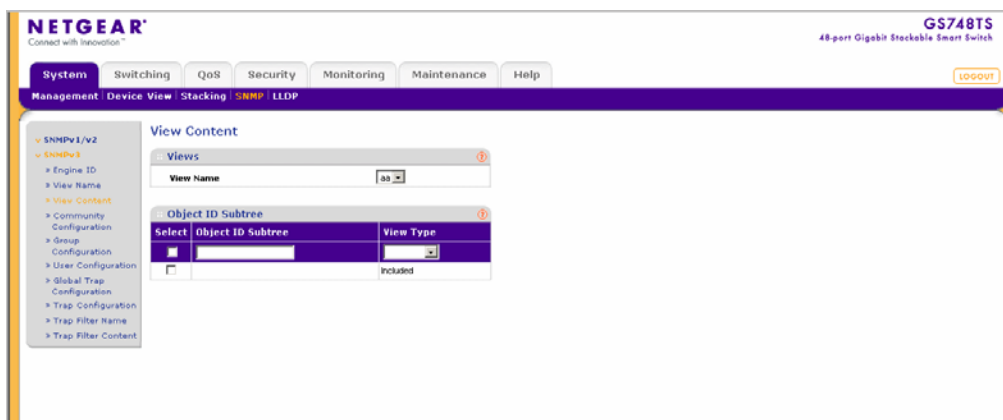 NETGEAR
Connect with Innovation™
GS748TS
48-port Gigabit Stackable Smart Switch
System Switching QoS Security Monitoring Maintenance Help
LOGOUT
Management Device View Stacking SNMP LLDP
SNMPv1/v2
SNMPv3
Engine ID
View Name
View Content
Community
Configuration
Group
Configuration
User Configuration
Global Trap
Configuration
Trap Configuration
Trap Filter Name
Trap Filter Content
View Content
Views
View Name aa
Object ID Subtree
Select Object ID Subtree View Type
Included